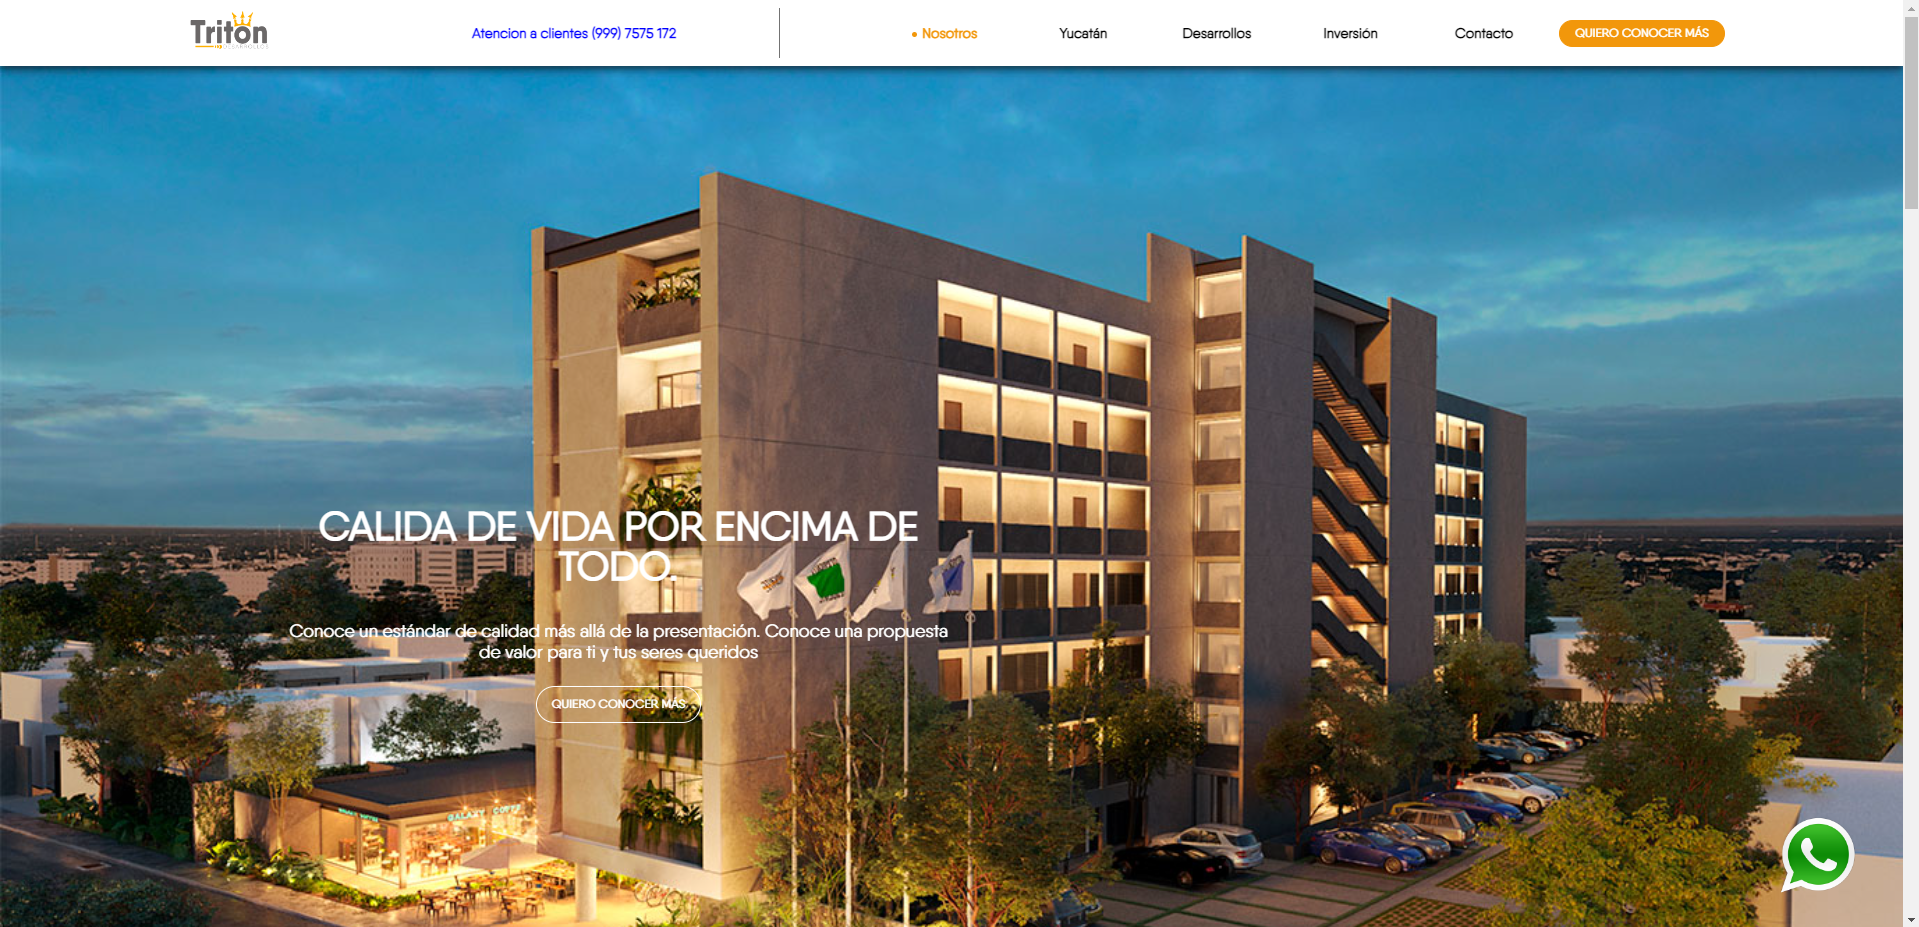 Triton
DESARROLLOS
Atencion a clientes (999) 7575 172
Nosotros
Yucatán
Desarrollos
Inversión
Contacto
QUIERO CONOCER MÁS
CALIDA DE VIDA POR ENCIMA DE
TODO.
Conoce un estándar de calidad más allá de la presentación. Conoce una propuesta
de valor para ti y tus seres queridos
QUIERO CONOCER MÁS